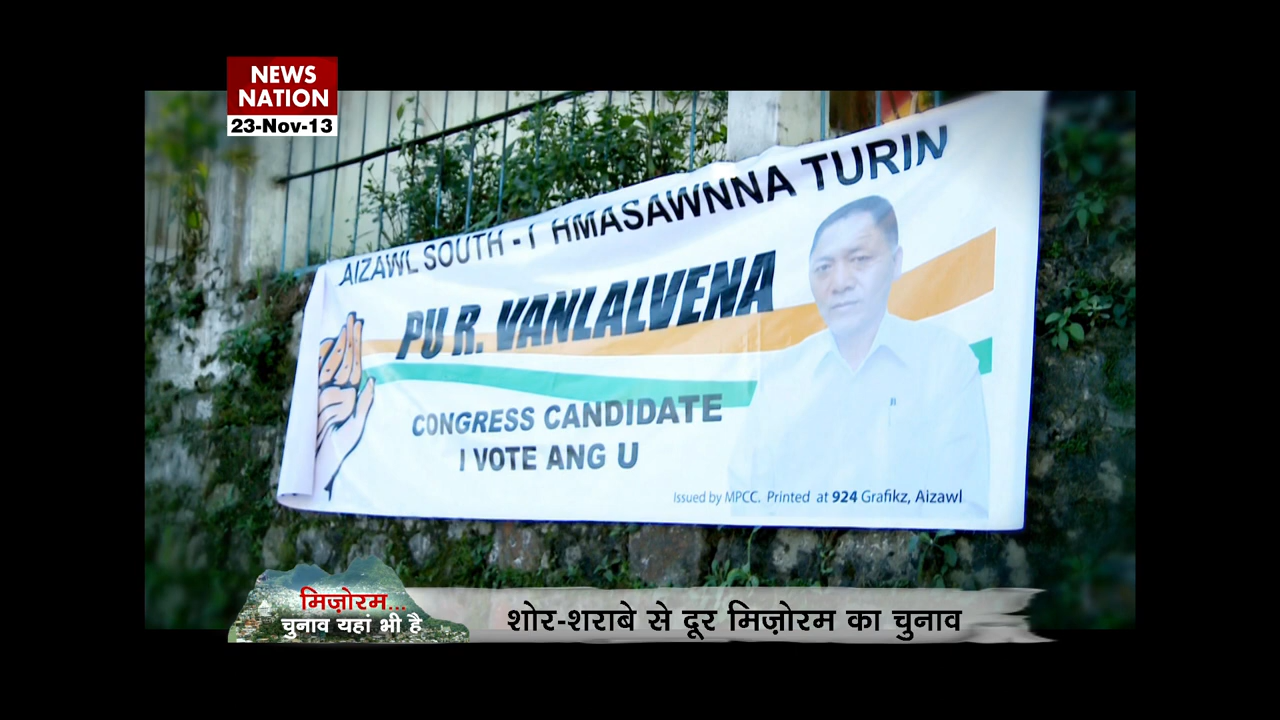 NEWS
NATION
23-Nov-13
AIZAWL SOUTH - I HMASAWNNA TURIN
PU R. VANLALVENA
CONGRESS CANDIDATE
I VOTE ANG U
Issued by MPCC. Printed at 924 Grafikz, Aizawl
मिज़ोरम...
चुनाव यहां भी है
शोर-शराबे से दूर मिज़ोरम का चुनाव